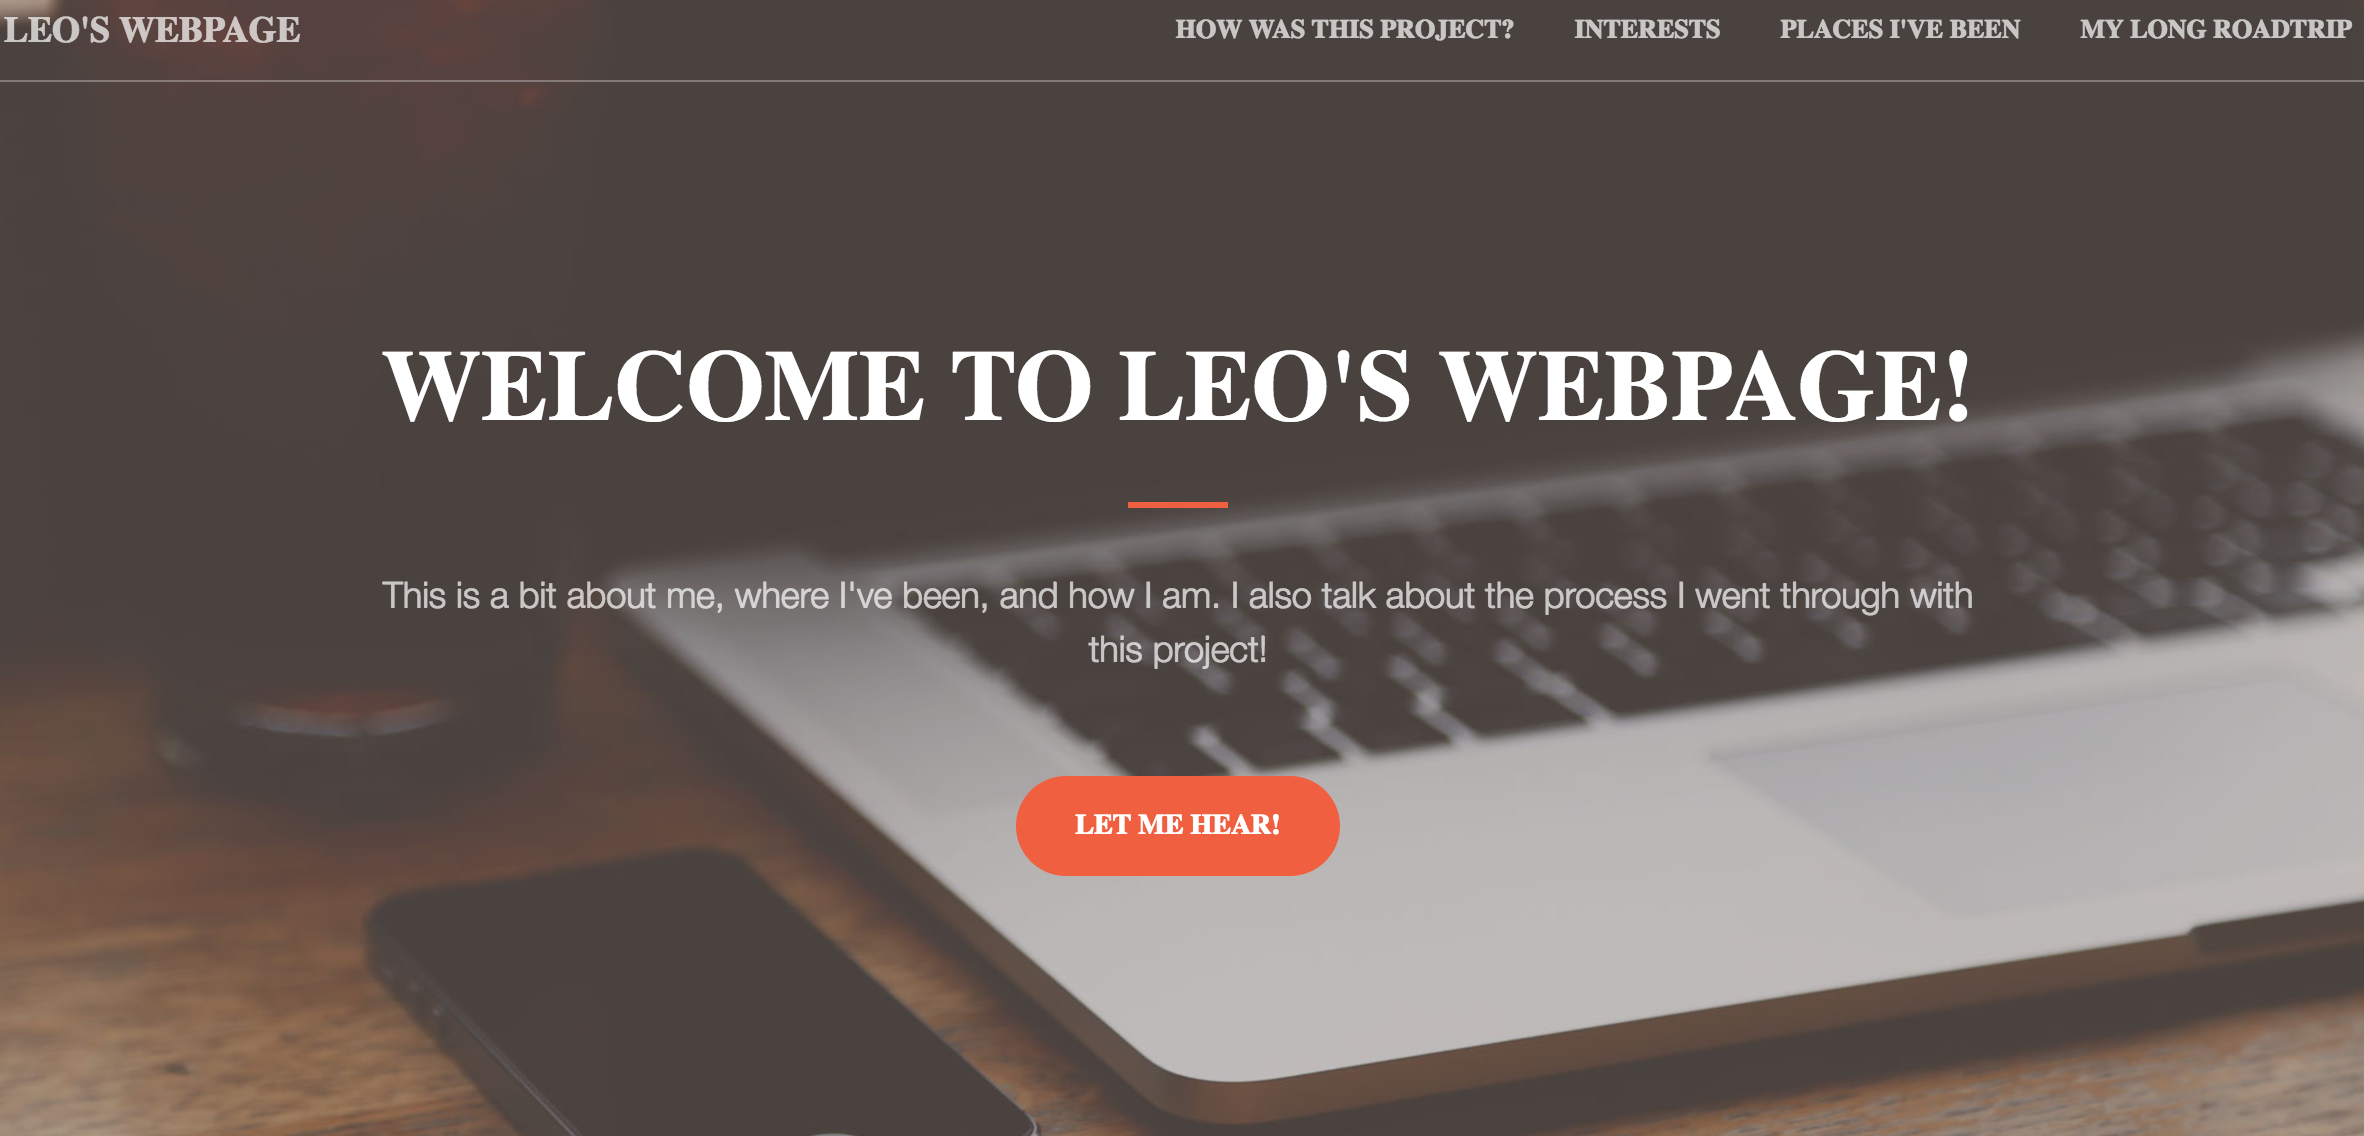 LEO'S WEBPAGE
HOW WAS THIS PROJECT? INTERESTS PLACES I'VE BEEN MY LONG ROADTRIP
WELCOME TO LEO'S WEBPAGE!
This is a bit about me, where I've been, and how I am. I also talk about the process I went through with
this project!
LET ME HEAR!